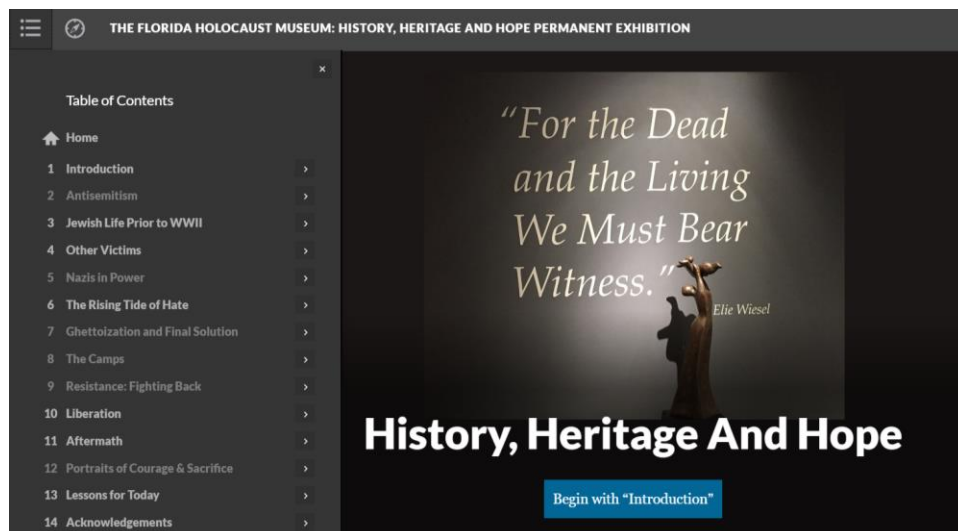 THE FLORIDA HOLOCAUST MUSEUM: HISTORY, HERITAGE AND HOPE PERMANENT EXHIBITION
×
Table of Contents
Home
1 Introduction ›
2 Antisemitism ›
3 Jewish Life Prior to WWII ›
4 Other Victims ›
5 Nazis in Power ›
6 The Rising Tide of Hate ›
7 Ghettoization and Final Solution ›
8 The Camps ›
9 Resistance: Fighting Back ›
10 Liberation ›
11 Aftermath ›
12 Portraits of Courage & Sacrifice ›
13 Lessons for Today ›
14 Acknowledgements ›
“For the Dead
and the Living
We Must Bear
Witness.”
Elie Wiesel
History, Heritage And Hope
Begin with “Introduction”